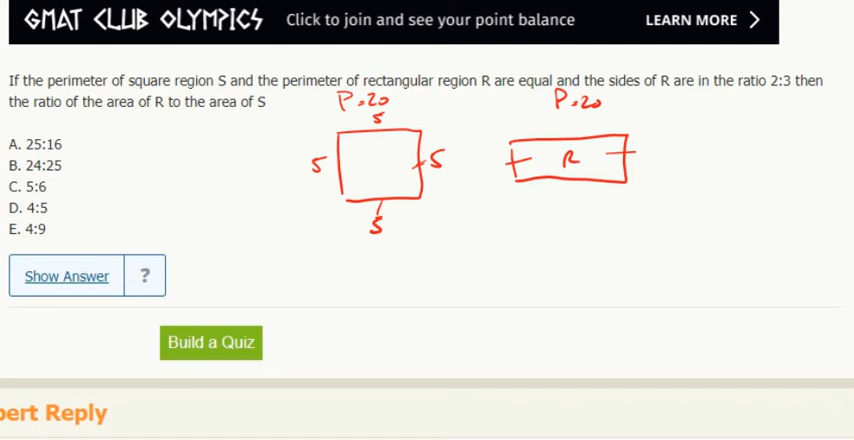 GMAT CLUB OLYMPICS Click to join and see your point balance LEARN MORE
If the perimeter of square region S and the perimeter of rectangular region R are equal and the sides of R are in the ratio 2:3 then
the ratio of the area of R to the area of S
P=20
P=20
5
5
5
R
5
A. 25:16
B. 24:25
C. 5:6
D. 4:5
E. 4:9
Show Answer ?
Build a Quiz
pert Reply